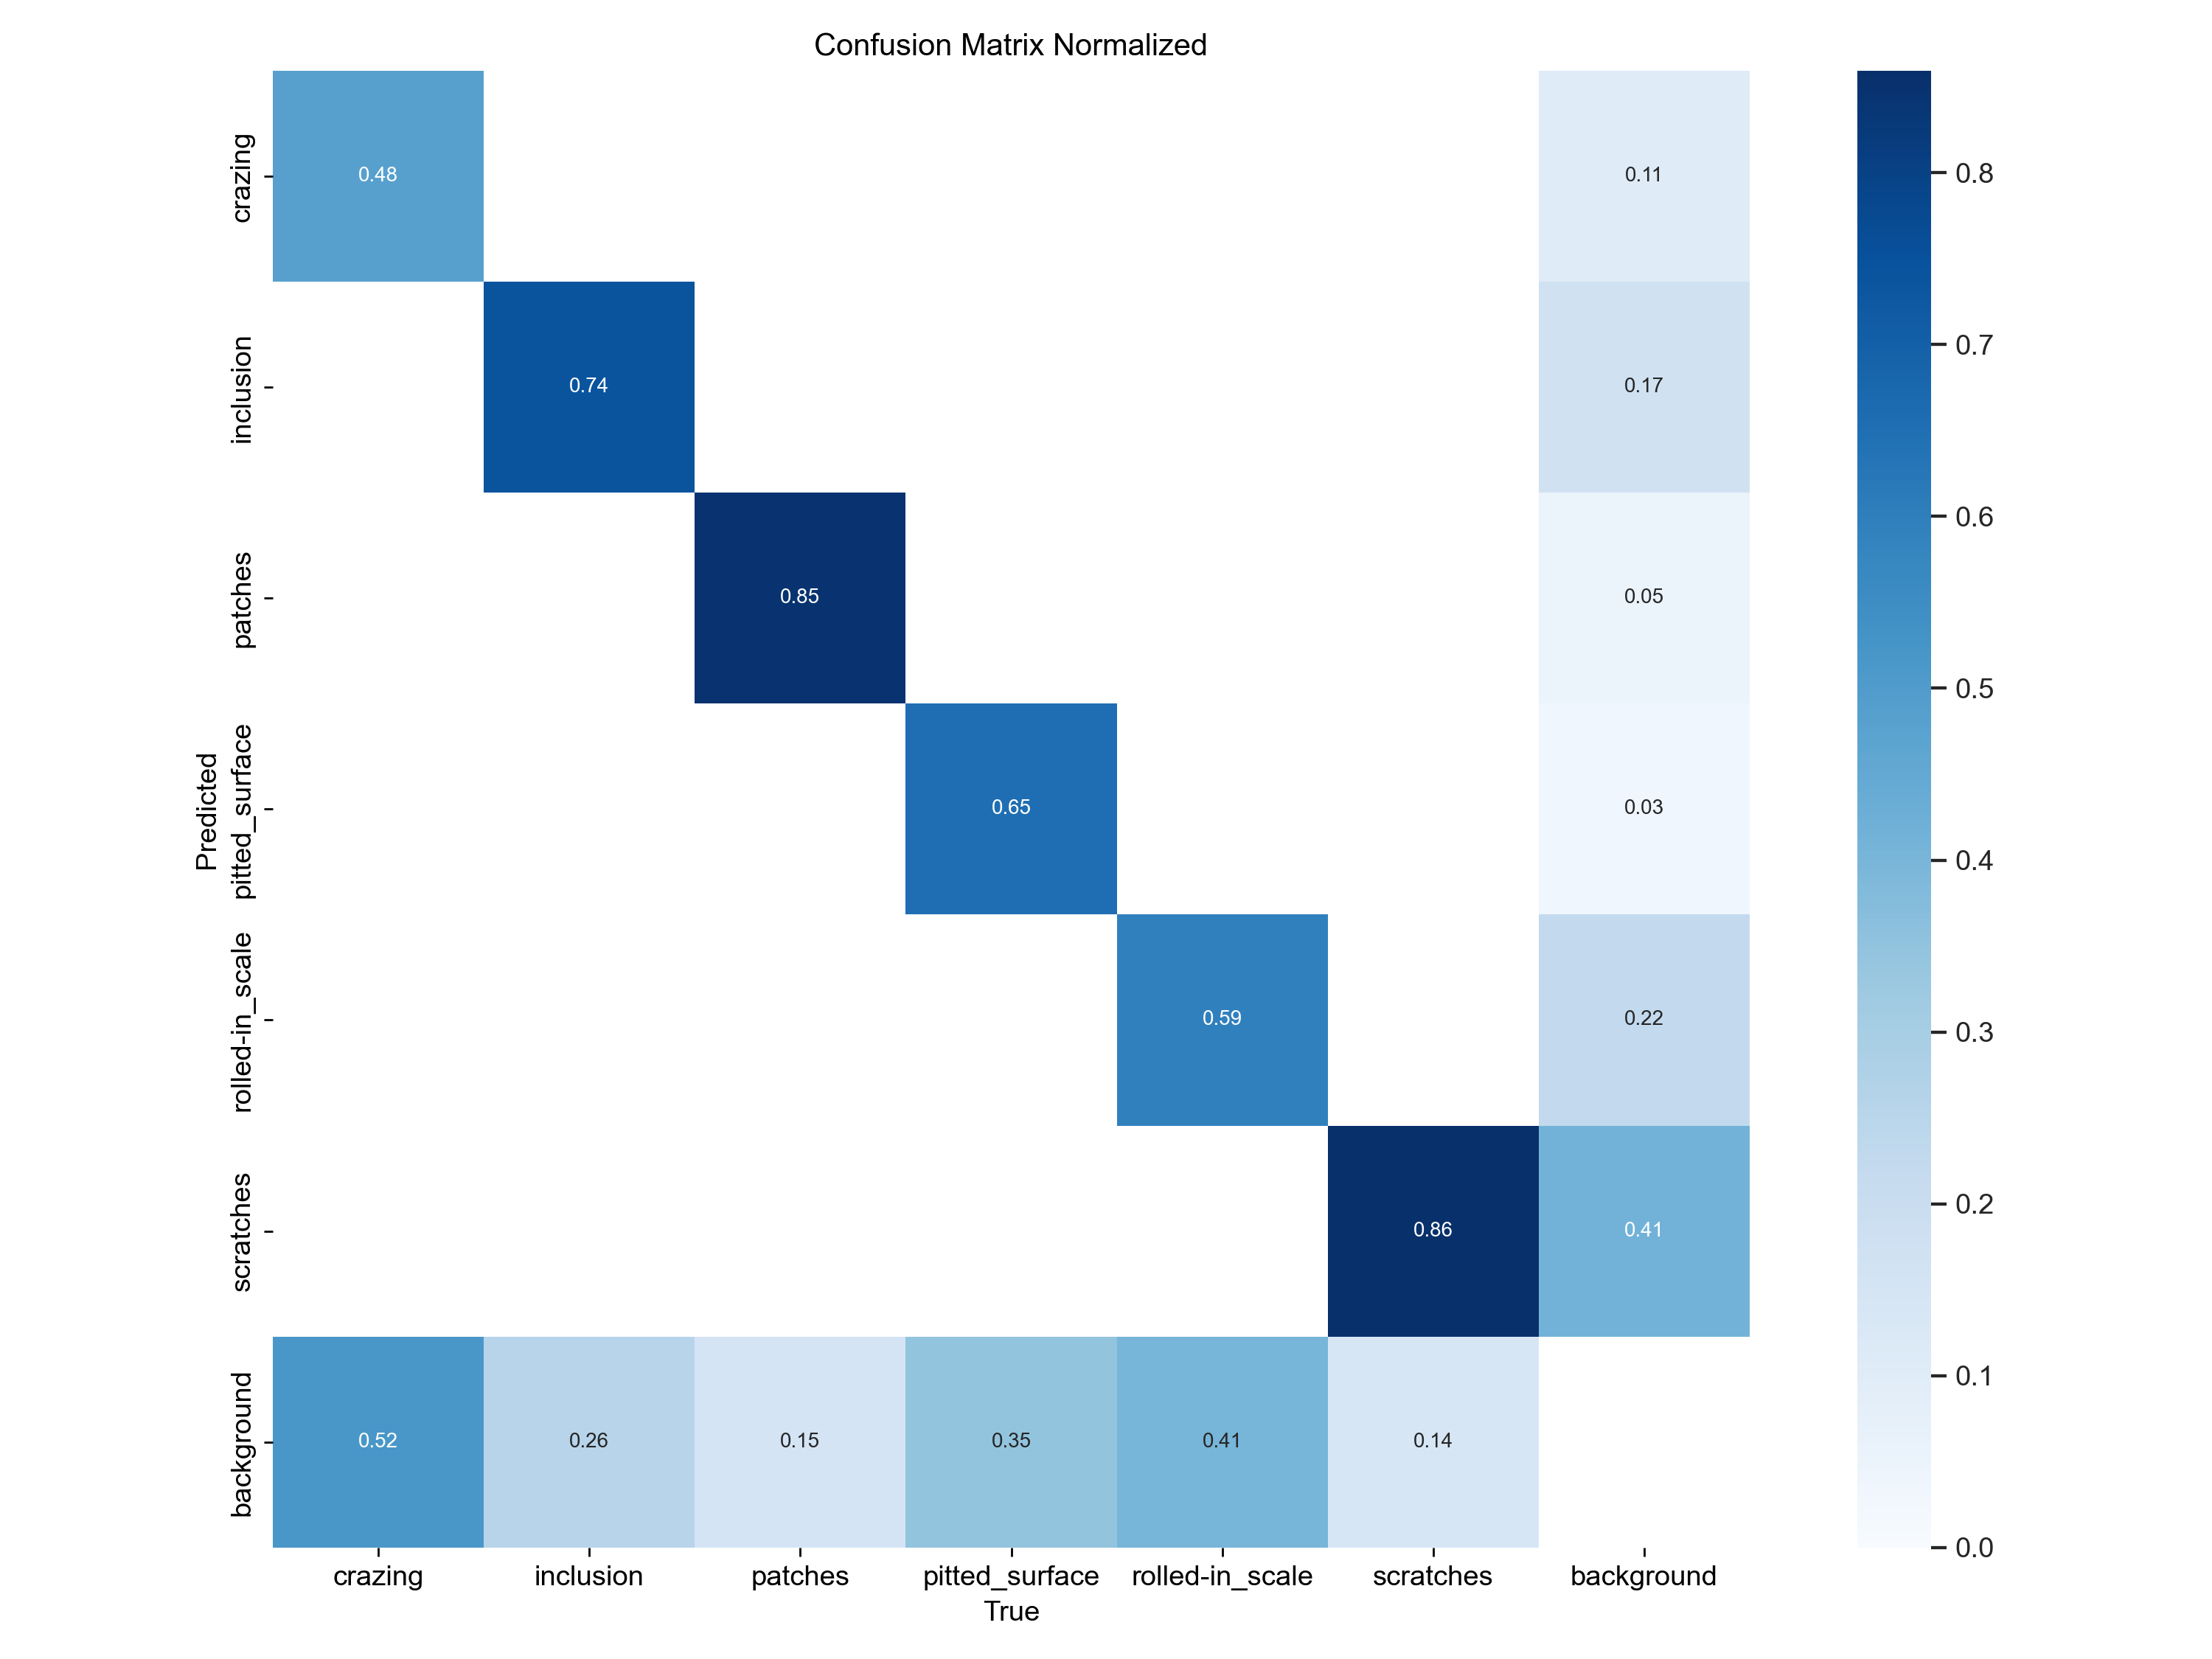 Confusion Matrix Normalized
crazing
0.48
0.11
0.8
inclusion
0.74
0.17
0.7
patches
0.85
0.05
0.6
0.5
Predicted
pitted_surface
0.65
0.03
0.4
rolled-in_scale
0.59
0.22
0.3
scratches
0.86
0.41
0.2
background
0.52
0.26
0.15
0.35
0.41
0.14
0.1
0.0
crazing inclusion patches pitted_surface rolled-in_scale scratches background
True